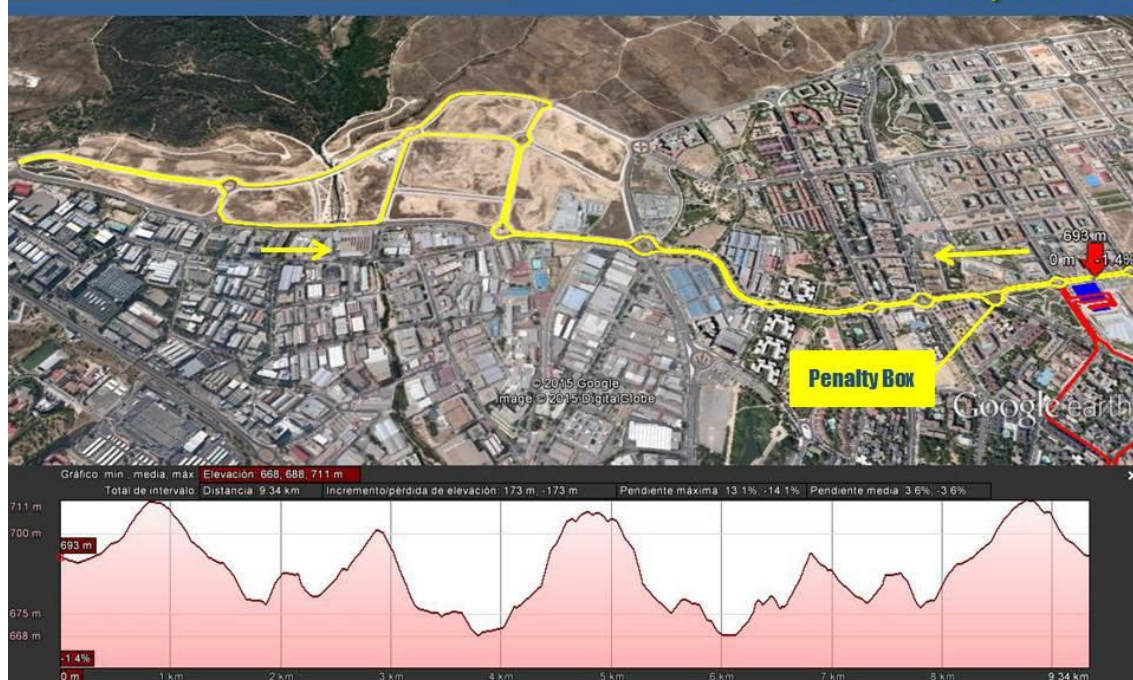 693 m
0 m -1.4%
Penalty Box
© 2015 Google
Image © 2015 DigitalGlobe
Google earth
Gráfico: min., media, máx. Elevación: 668, 688, 711 m
Total de intervalo: Distancia: 9.34 km Incremento/pérdida de elevación: 173 m, -173 m Pendiente máxima: 13.1%, -14.1% Pendiente media: 3.6%, -3.6%
711 m
700 m
693 m
675 m
668 m
-1.4%
0 m 1 km 2 km 3 km 4 km 5 km 6 km 7 km 8 km 9.34 km